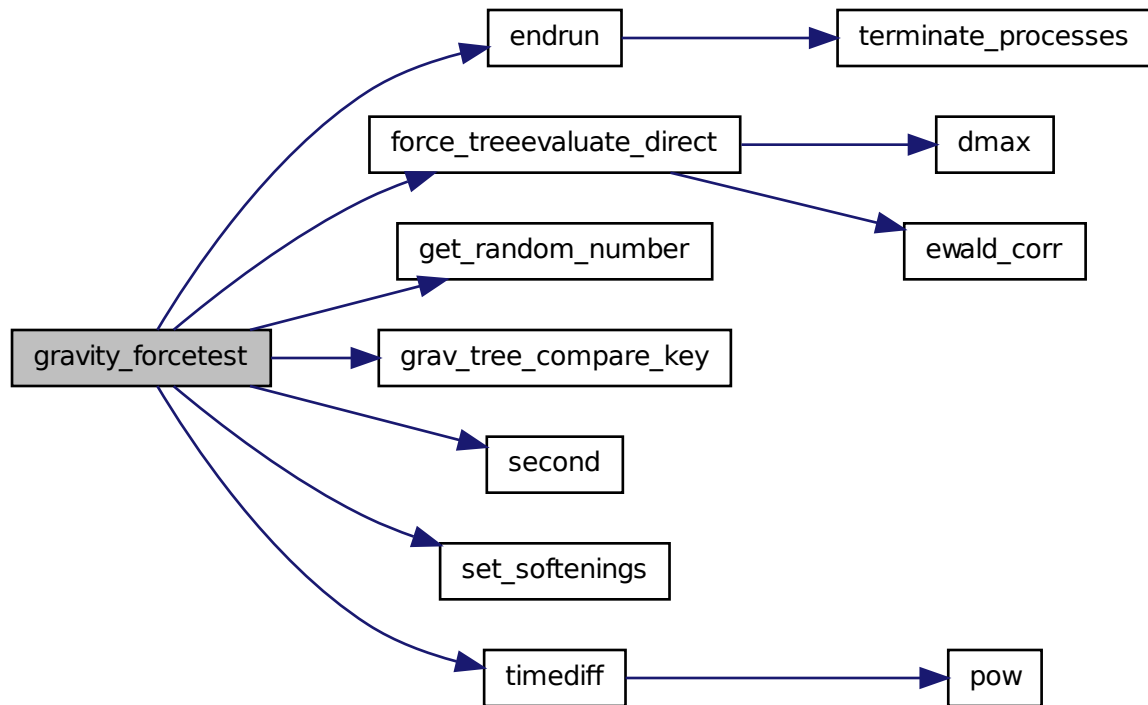 endrun
terminate_processes
force_treeevaluate_direct
dmax
get_random_number
ewald_corr
gravity_forcetest
grav_tree_compare_key
second
set_softenings
timediff
pow